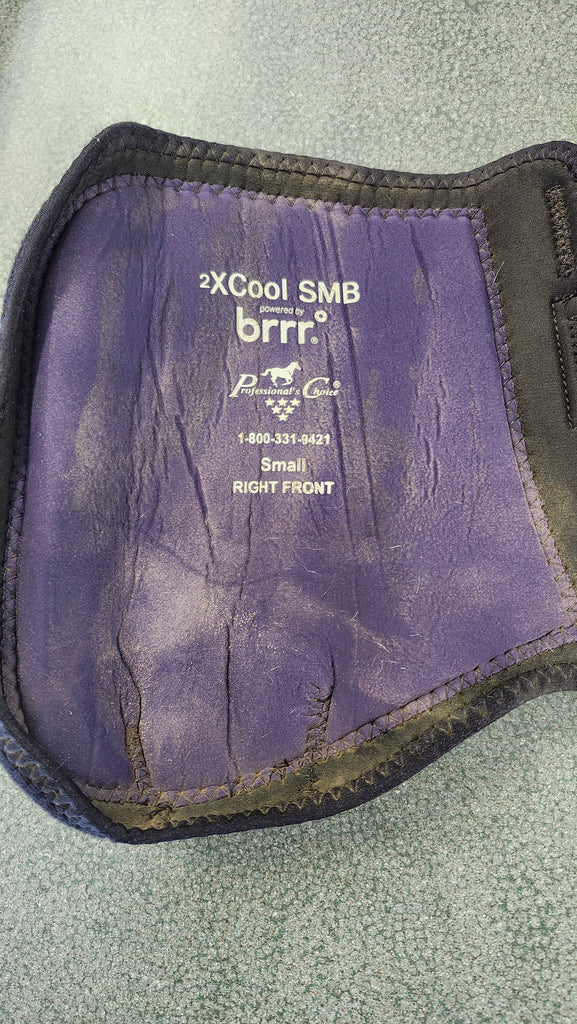 ²XCool SMB
powered by
brrr.°®
Professional's Choice®
1-800-331-9421
Small
RIGHT FRONT